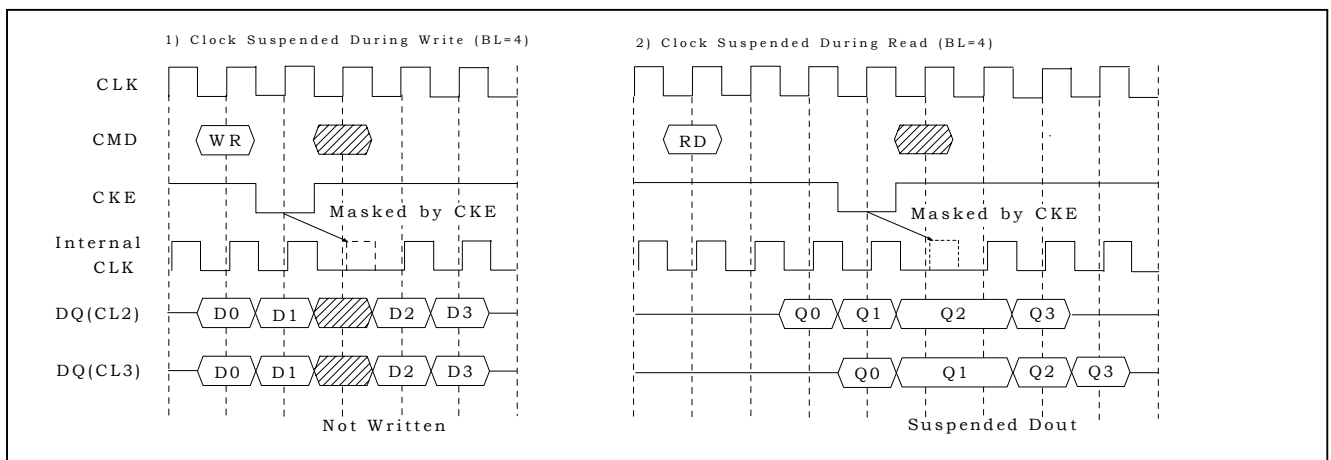 1) Clock Suspended During Write (BL=4)
CLK
CMD
WR
CKE
Masked by CKE
Internal
CLK
DQ(CL2)
D0 D1 D2 D3
DQ(CL3)
D0 D1 D2 D3
Not Written
2) Clock Suspended During Read (BL=4)
RD
Masked by CKE
Q0 Q1 Q2 Q3
Q0 Q1 Q2 Q3
Suspended Dout